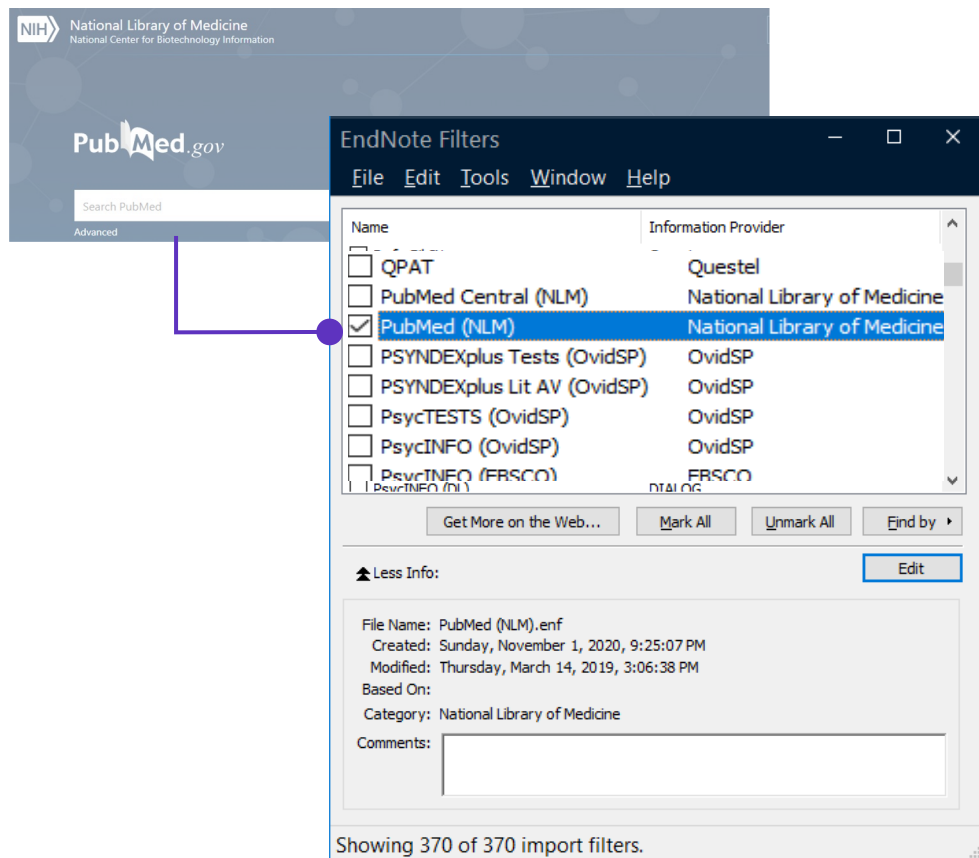 NIH National Library of Medicine
National Center for Biotechnology Information
PubMed.gov
Search PubMed
Advanced
EndNote Filters
File Edit Tools Window Help
Name Information Provider
QPAT Questel
PubMed Central (NLM) National Library of Medicine
PubMed (NLM) National Library of Medicine
PSYNDEXplus Tests (OvidSP) OvidSP
PSYNDEXplus Lit AV (OvidSP) OvidSP
PsycTESTS (OvidSP) OvidSP
PsycINFO (OvidSP) OvidSP
PsycINFO (EBSCO) EBSCO
PsycINFO (DL) DIALOG
Get More on the Web... Mark All Unmark All Find by
Less Info: Edit
File Name: PubMed (NLM).enf
Created: Sunday, November 1, 2020, 9:25:07 PM
Modified: Thursday, March 14, 2019, 3:06:38 PM
Based On:
Category: National Library of Medicine
Comments:
Showing 370 of 370 import filters.